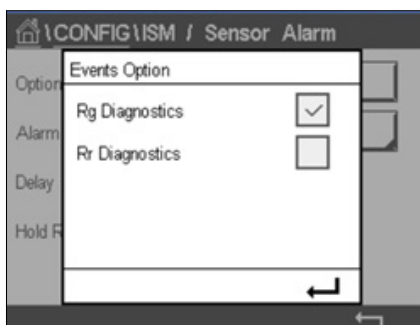 \CONFIG\ISM / Sensor Alarm
Events Option
Option
Rg Diagnostics
Alarm
Rr Diagnostics
Delay
Hold R